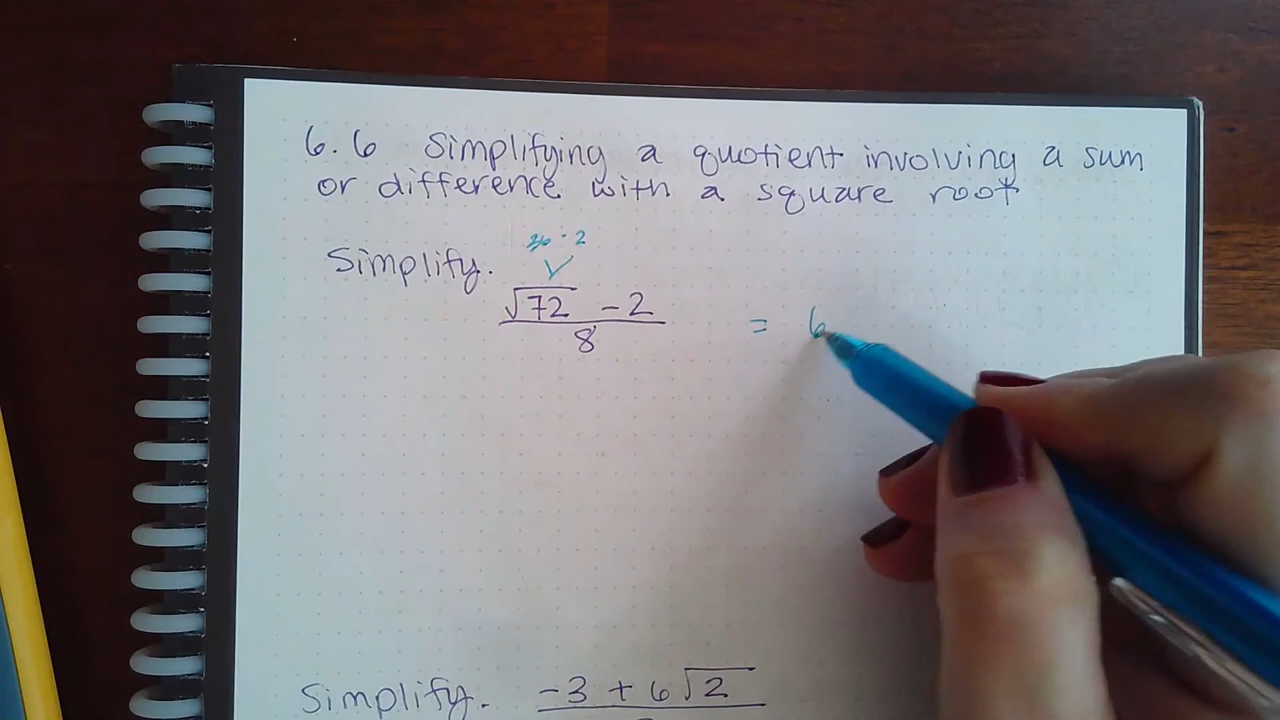 6.6 Simplifying a quotient involving a sum
or difference with a square root
36 · 2
Simplify.
√72 - 2
8
= 6
Simplify. -3 + 6√2